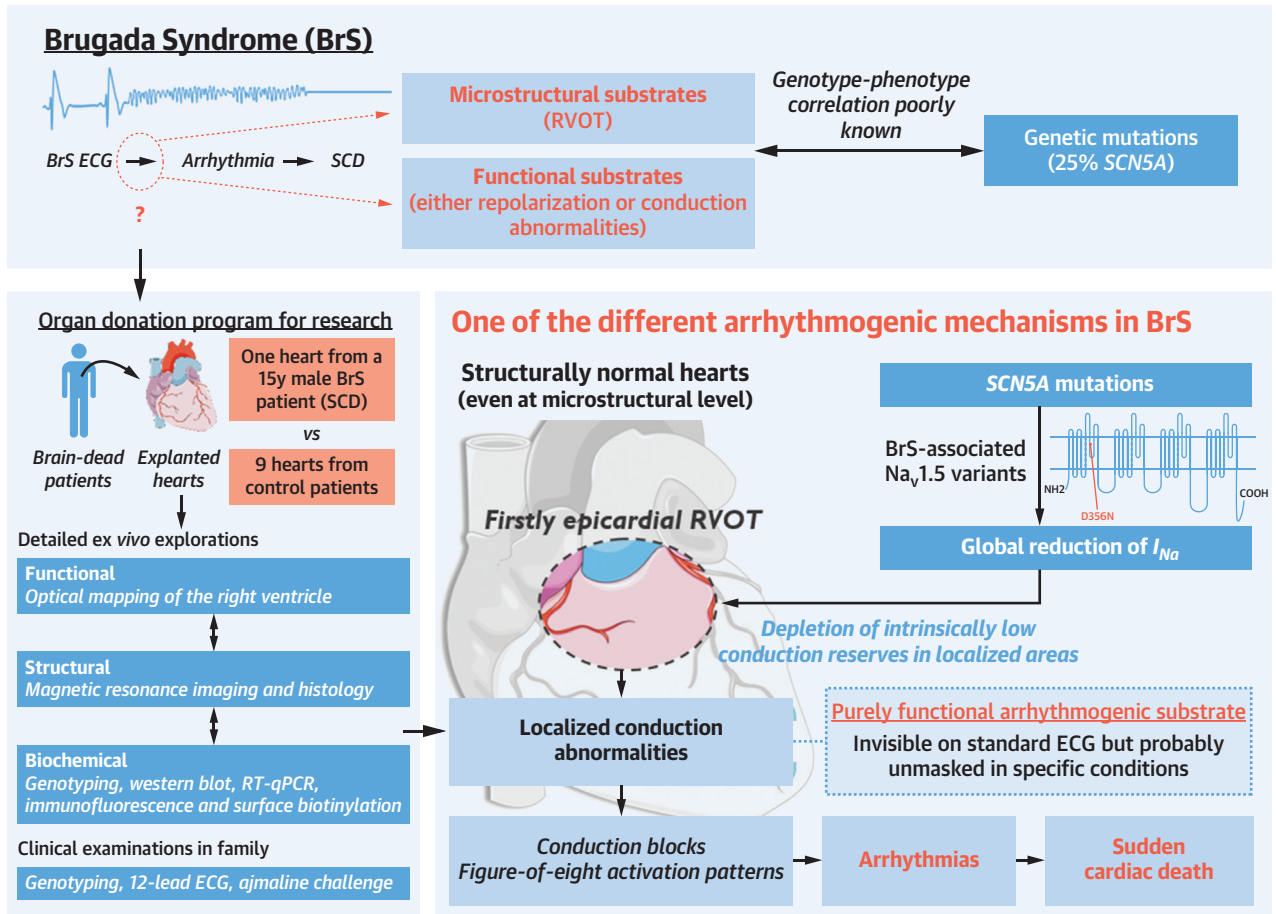 Brugada Syndrome (BrS)
BrS ECG
Arrhythmia
SCD
?
Microstructural substrates
(RVOT)
Functional substrates
(either repolarization or conduction
abnormalities)
Genotype-phenotype
correlation poorly
known
Genetic mutations
(25% SCN5A)
Organ donation program for research
Brain-dead
patients
Explanted
hearts
One heart from a
15y male BrS
patient (SCD)
vs
9 hearts from
control patients
Detailed ex vivo explorations
Functional
Optical mapping of the right ventricle
Structural
Magnetic resonance imaging and histology
Biochemical
Genotyping, western blot, RT-qPCR,
immunofluorescence and surface biotinylation
Clinical examinations in family
Genotyping, 12-lead ECG, ajmaline challenge
One of the different arrhythmogenic mechanisms in BrS
Structurally normal hearts
(even at microstructural level)
Firstly epicardial RVOT
SCN5A mutations
BrS-associated
Nav1.5 variants
NH2
D356N
COOH
Global reduction of INa
Depletion of intrinsically low
conduction reserves in localized areas
Localized conduction
abnormalities
Purely functional arrhythmogenic substrate
Invisible on standard ECG but probably
unmasked in specific conditions
Conduction blocks
Figure-of-eight activation patterns
Arrhythmias
Sudden
cardiac death